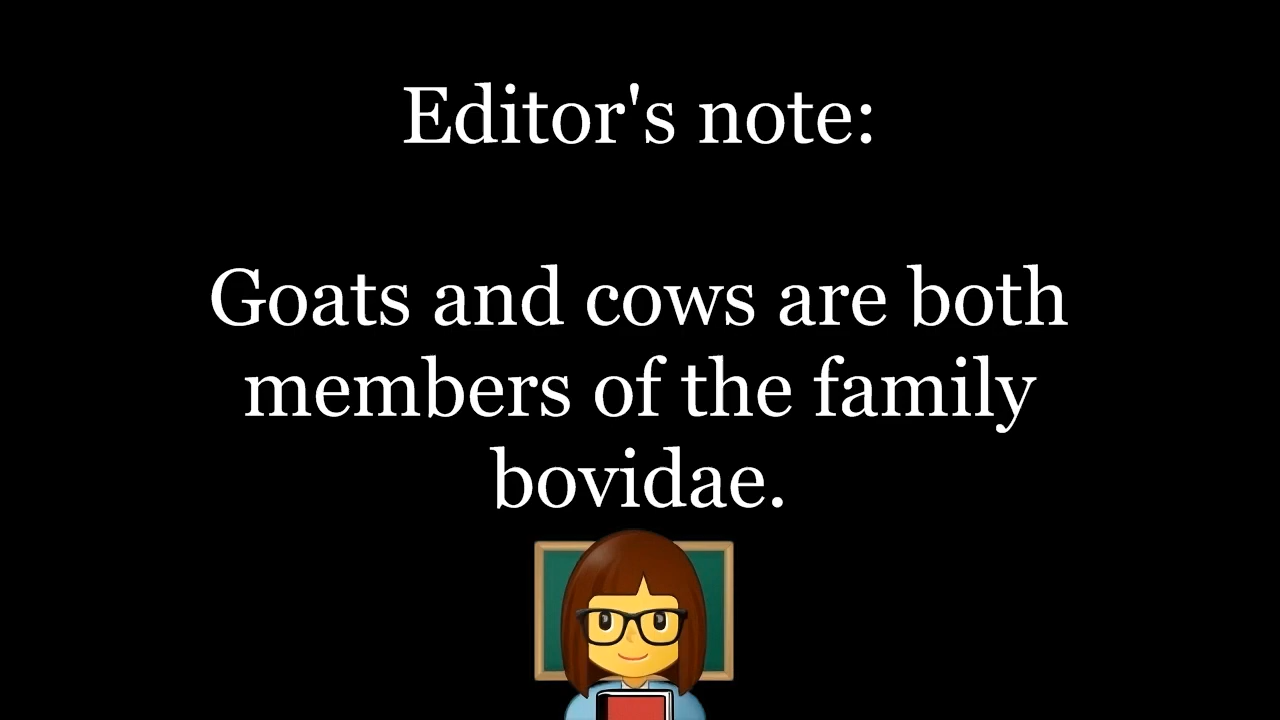 Editor's note:
Goats and cows are both
members of the family
bovidae.